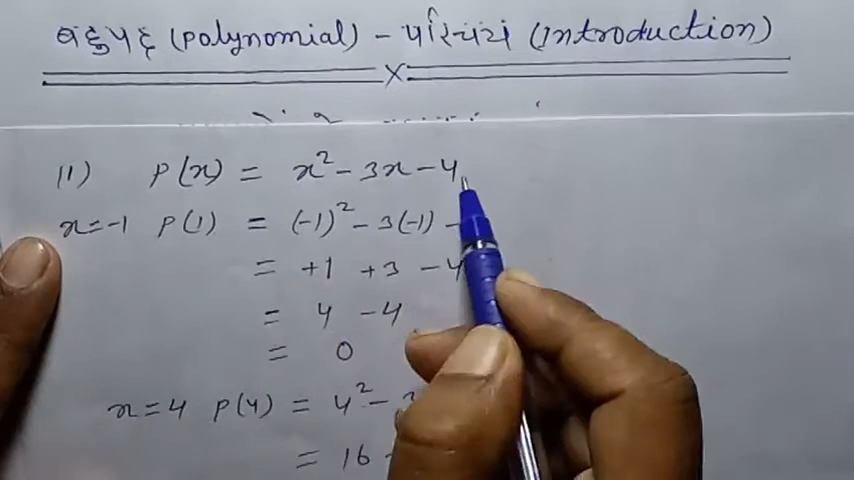 બહુપદ (Polynomial) - પરિચય (Introduction)
(1) P(x) = x² - 3x - 4
x=-1 P(1) = (-1)² - 3(-1) -
= +1 +3 - 4
= 4 - 4
= 0
x=4 P(4) = 4² -
= 16 -